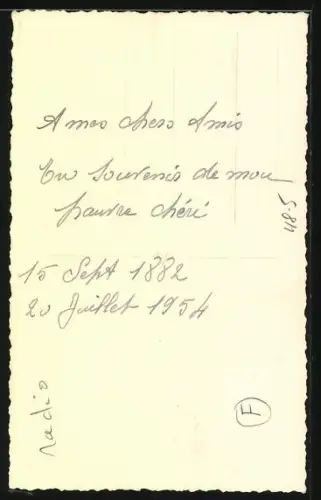 A mes chers Amis
En Souvenir de mon
pauvre chéri
48-5
15 Sept 1882
20 Juillet 1954
radio
F